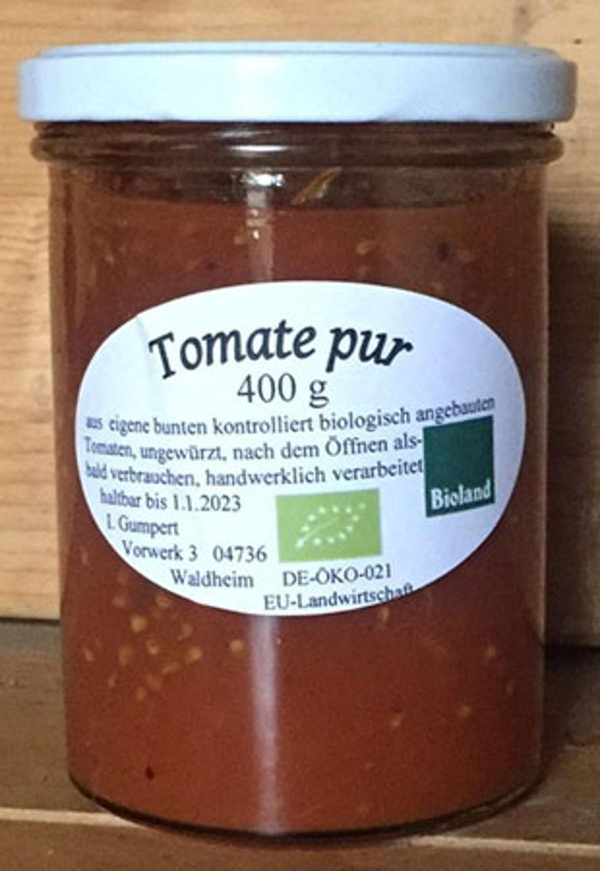 Tomate pur
400 g
aus eigene bunten kontrolliert biologisch angebauten
Tomaten, ungewürzt, nach dem Öffnen als-
bald verbrauchen, handwerklich verarbeitet
Bioland
haltbar bis 1.1.2023
I. Gumpert
Vorwerk 3 04736
Waldheim DE-ÖKO-021
EU-Landwirtschaft